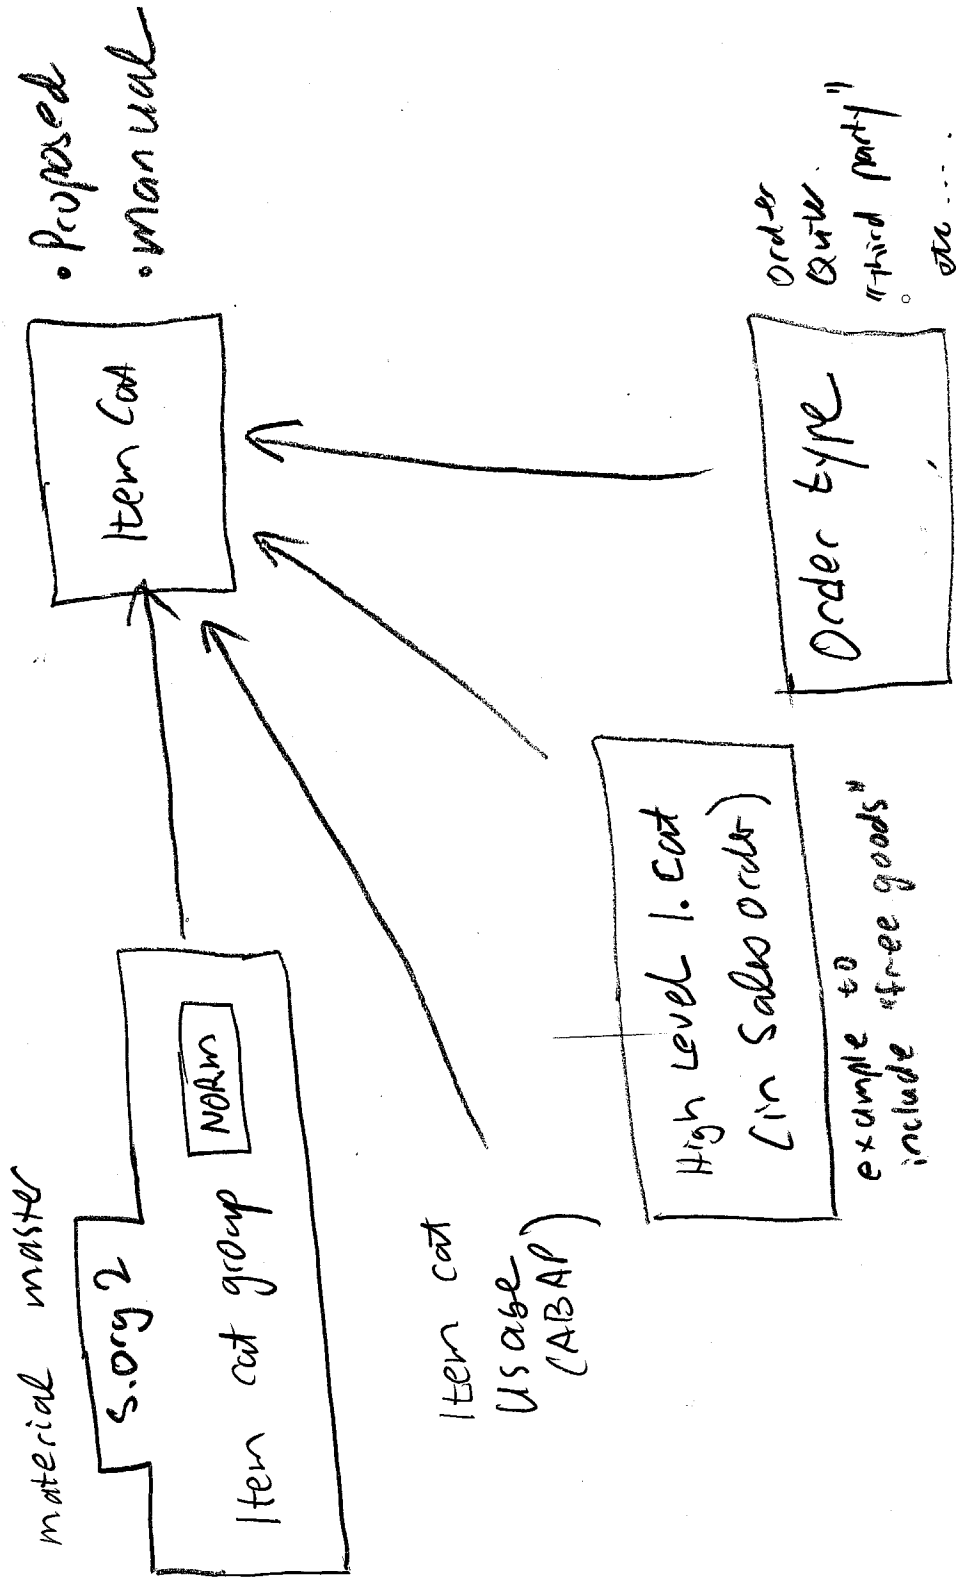 material master
S.org 2
Item cat group NORM
Item Cat
• Proposed
• manual
Item cat
Usage
(ABAP)
High Level I. Cat
(in Sales order)
example to
include "free goods"
Order type
Order
"third party"
etc....